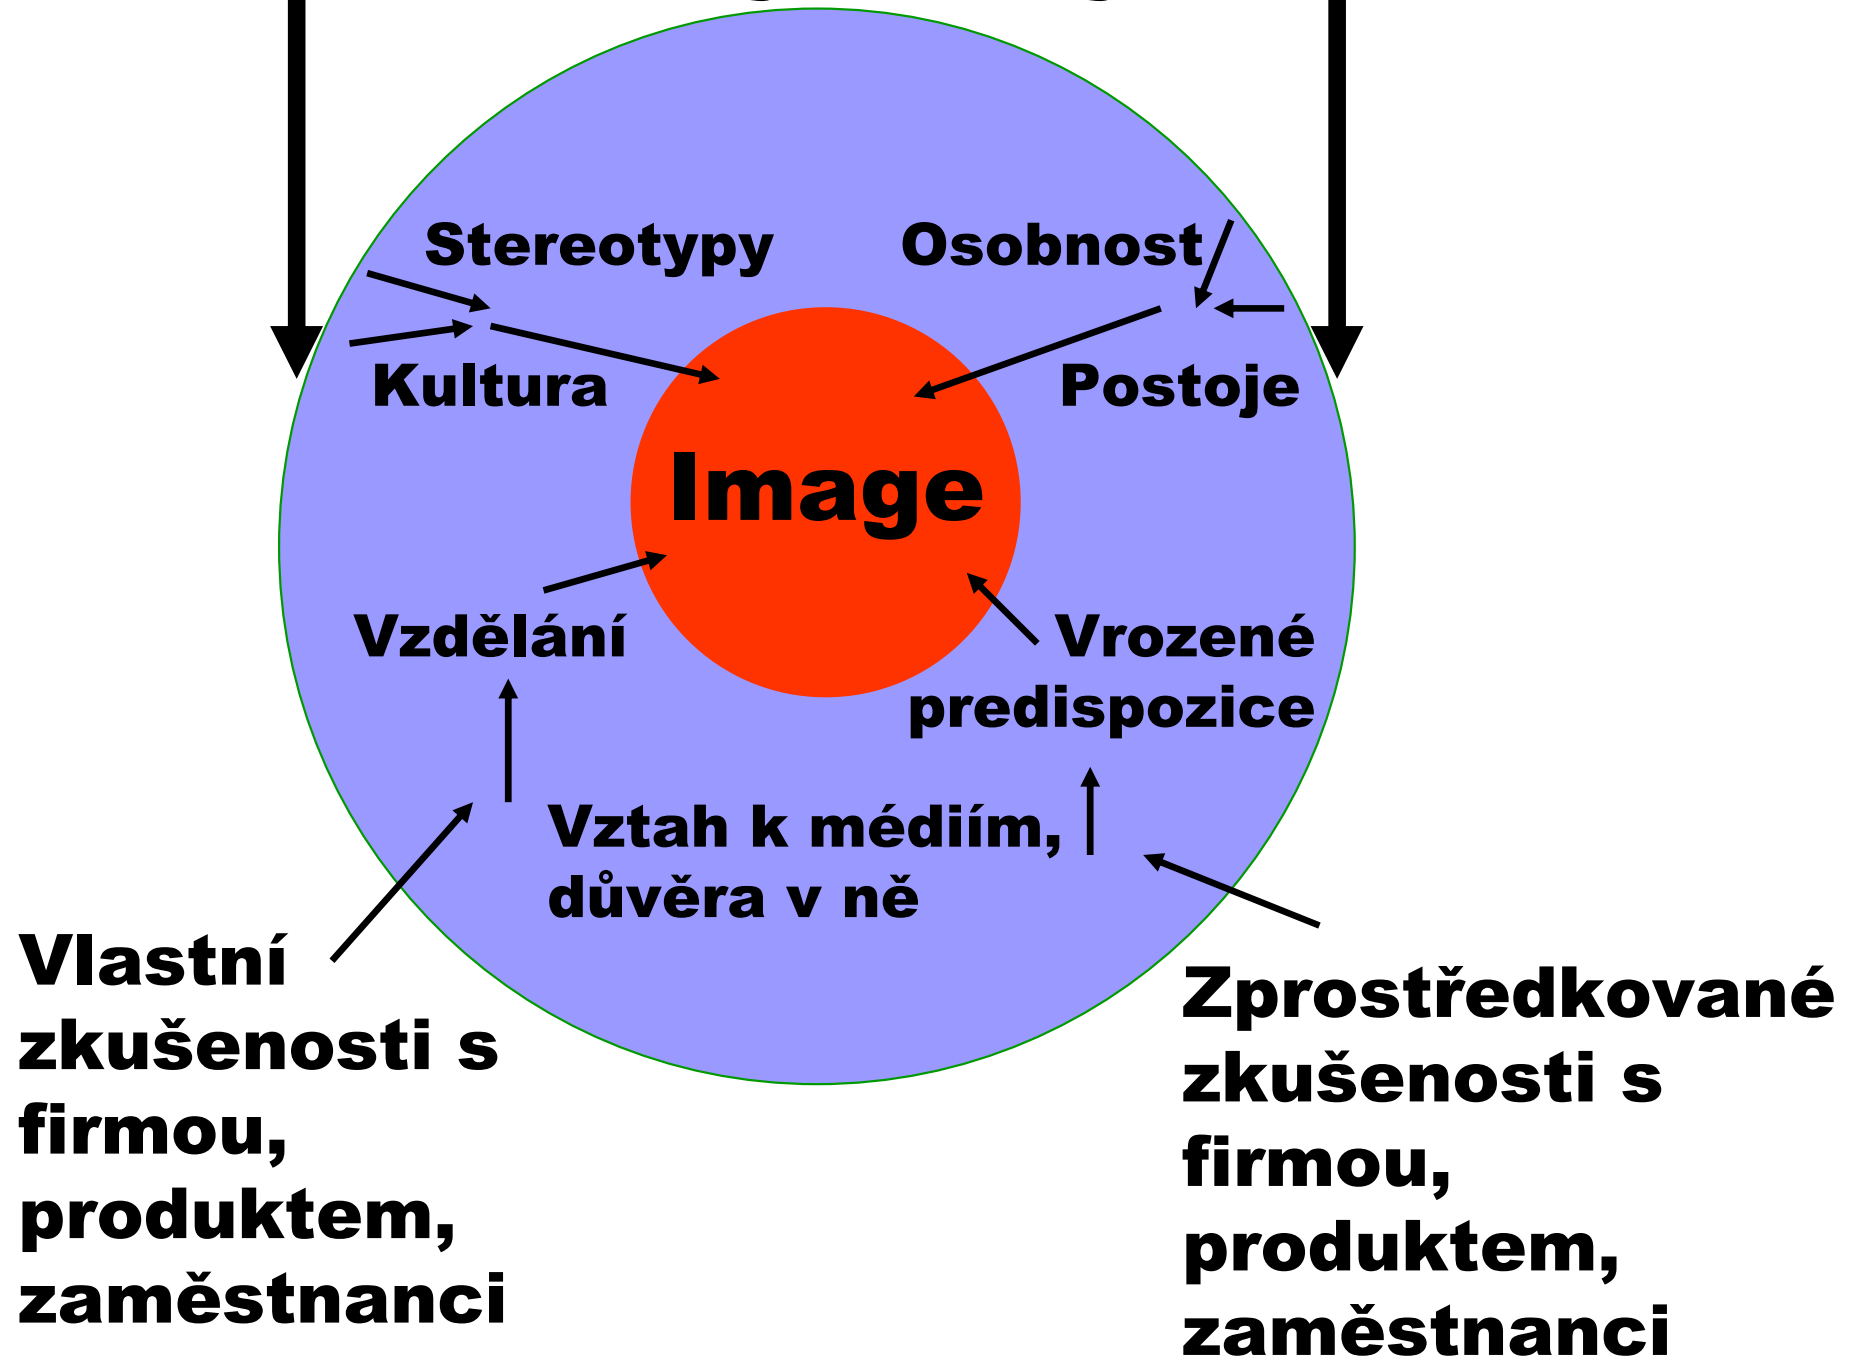 Stereotypy
Osobnost
Kultura
Postoje
Image
Vzdělání
Vrozené
predispozice
Vztah k médiím,
důvěra v ně
Vlastní
zkušenosti s
firmou,
produktem,
zaměstnanci
Zprostředkované
zkušenosti s
firmou,
produktem,
zaměstnanci